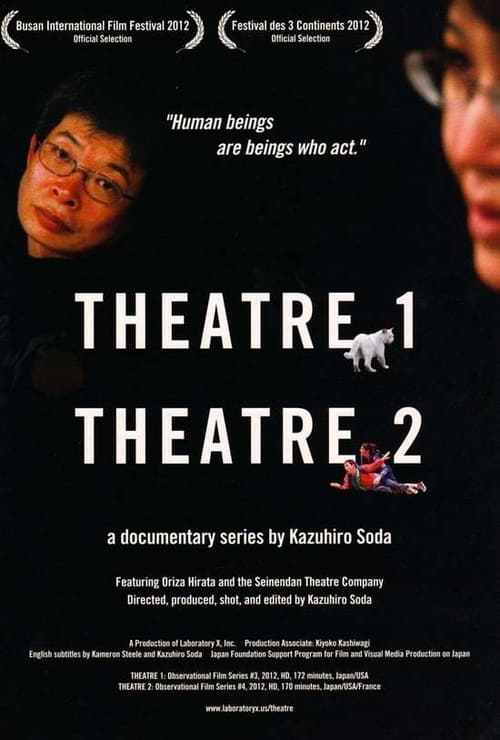 Busan International Film Festival 2012
Official Selection
Festival des 3 Continents 2012
Official Selection
"Human beings
are beings who act."
THEATRE 1
THEATRE 2
a documentary series by Kazuhiro Soda
Featuring Oriza Hirata and the Seinendan Theatre Company
Directed, produced, shot, and edited by Kazuhiro Soda
A Production of Laboratory X, Inc. Production Associate: Kiyoko Kashiwagi
English subtitles by Kameron Steele and Kazuhiro Soda Japan Foundation Support Program for Film and Visual Media Production on Japan
THEATRE 1: Observational Film Series #3, 2012, HD, 172 minutes, Japan/USA
THEATRE 2: Observational Film Series #4, 2012, HD, 170 minutes, Japan/USA/France
www.laboratoryx.us/theatre